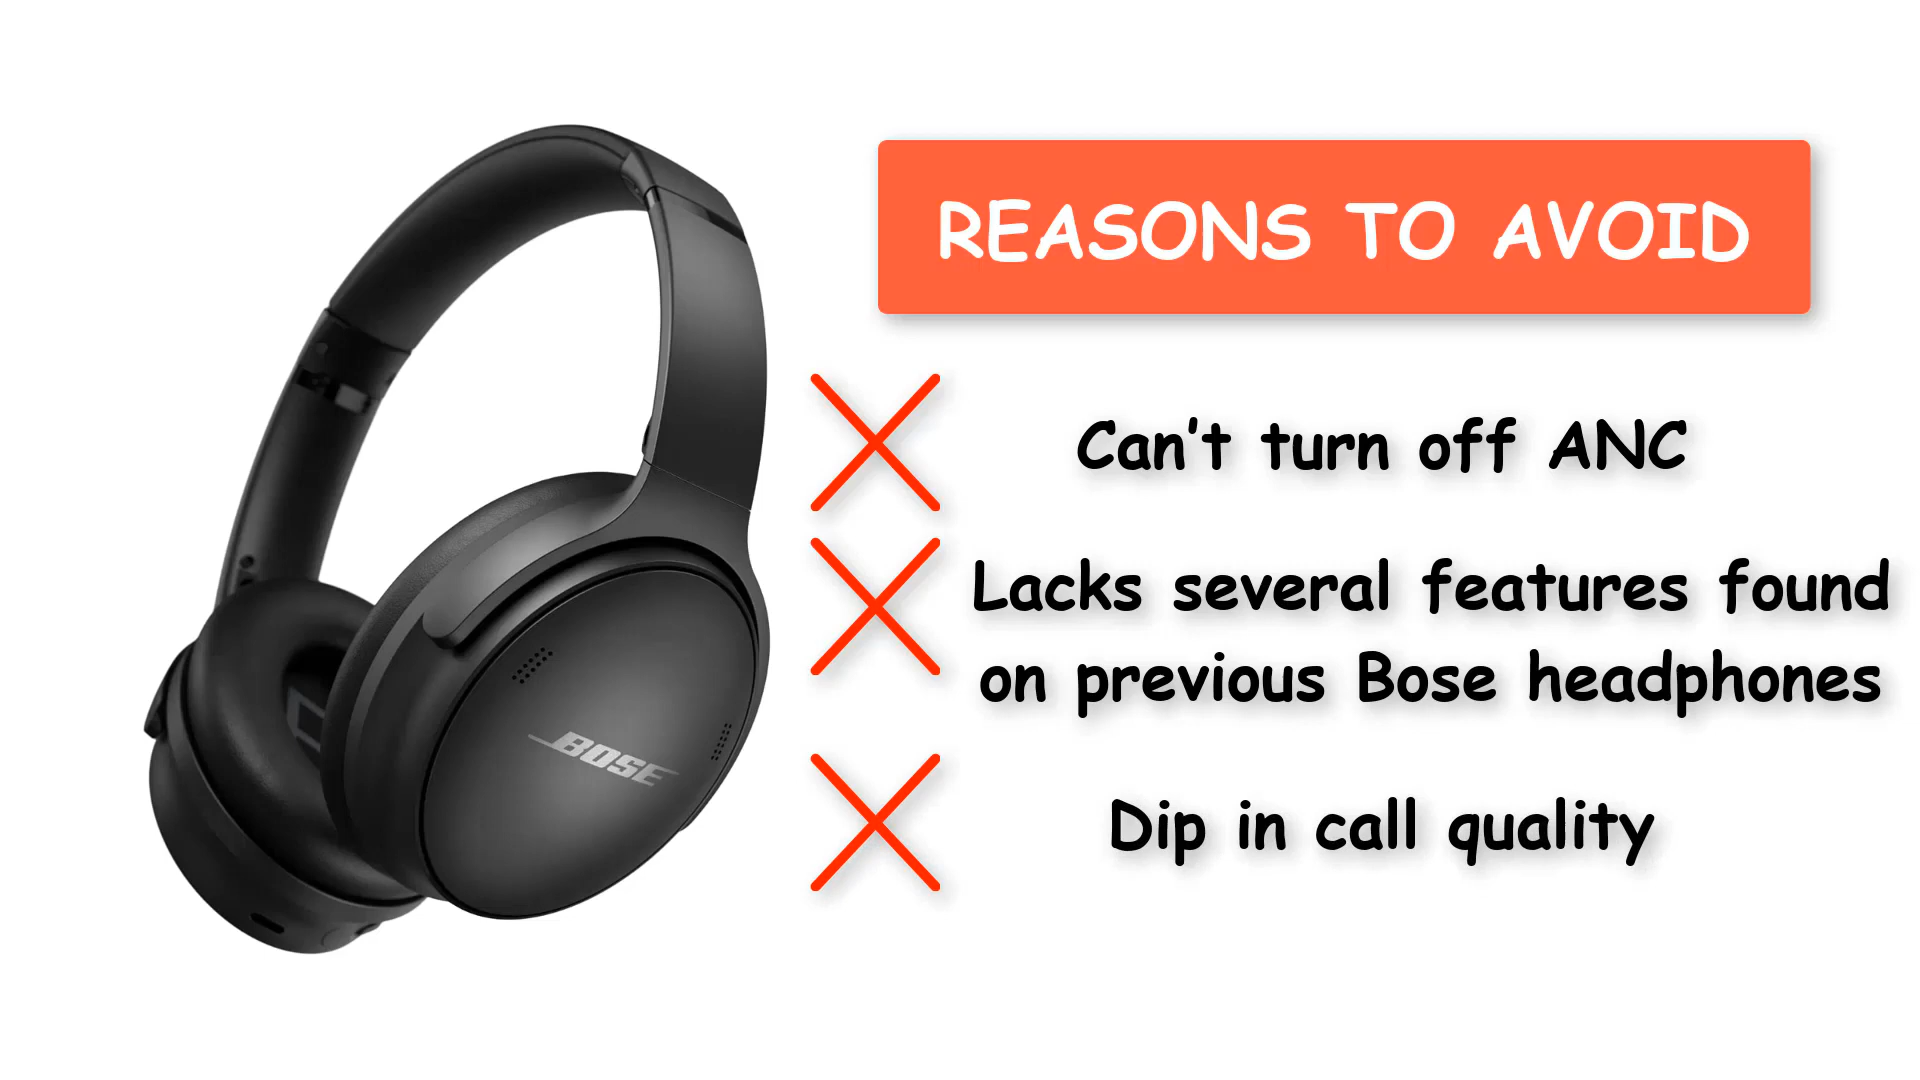 REASONS TO AVOID
Can't turn off ANC
Lacks several features found
on previous Bose headphones
BOSE
Dip in call quality